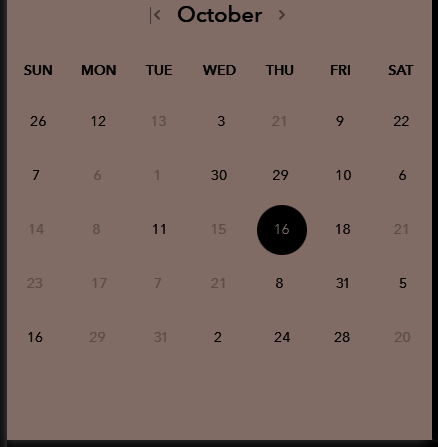 < October >
SUN MON TUE WED THU FRI SAT
26 12 13 3 21 9 22
7 6 1 30 29 10 6
14 8 11 15 16 18 21
23 17 7 21 8 31 5
16 29 31 2 24 28 20